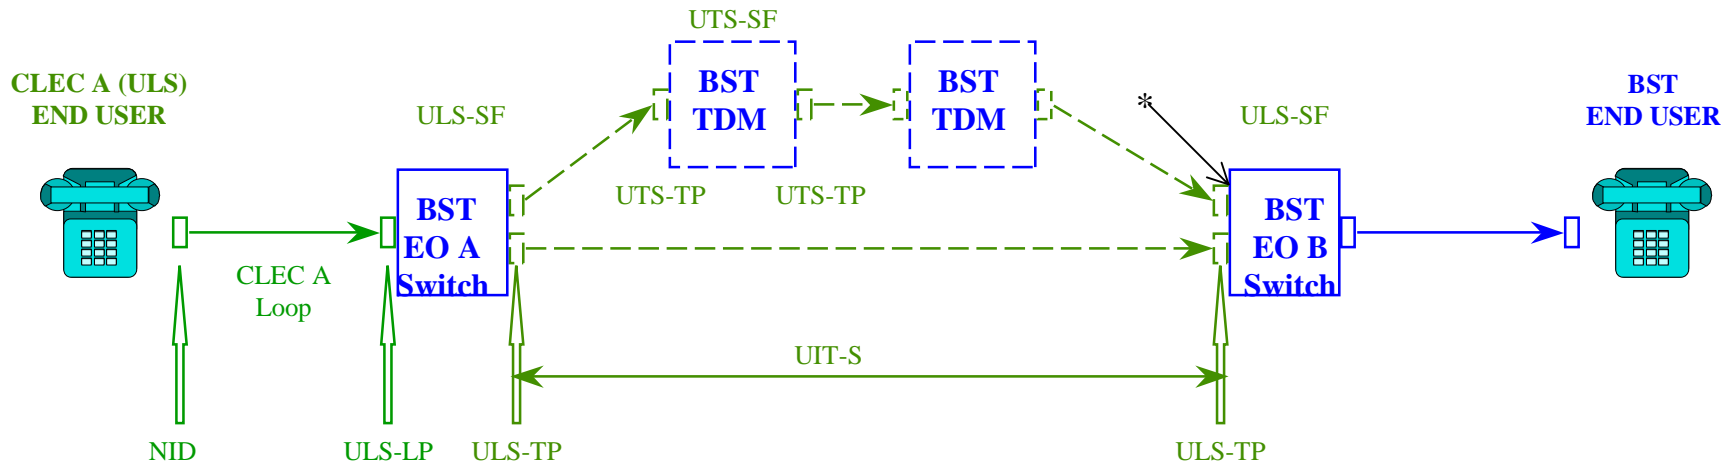 UTS-SF
CLEC A (ULS)
END USER
ULS-SF
BST
TDM
BST
TDM
*
ULS-SF
BST
END USER
UTS-TP
UTS-TP
BST
EO A
Switch
BST
EO B
Switch
CLEC A
Loop
UIT-S
NID
ULS-LP
ULS-TP
ULS-TP